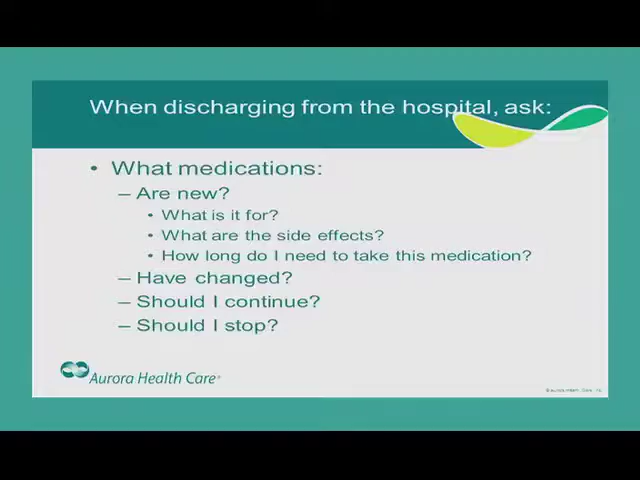 When discharging from the hospital, ask:
• What medications:
– Are new?
• What is it for?
• What are the side effects?
• How long do I need to take this medication?
– Have changed?
– Should I continue?
– Should I stop?
Aurora Health Care®